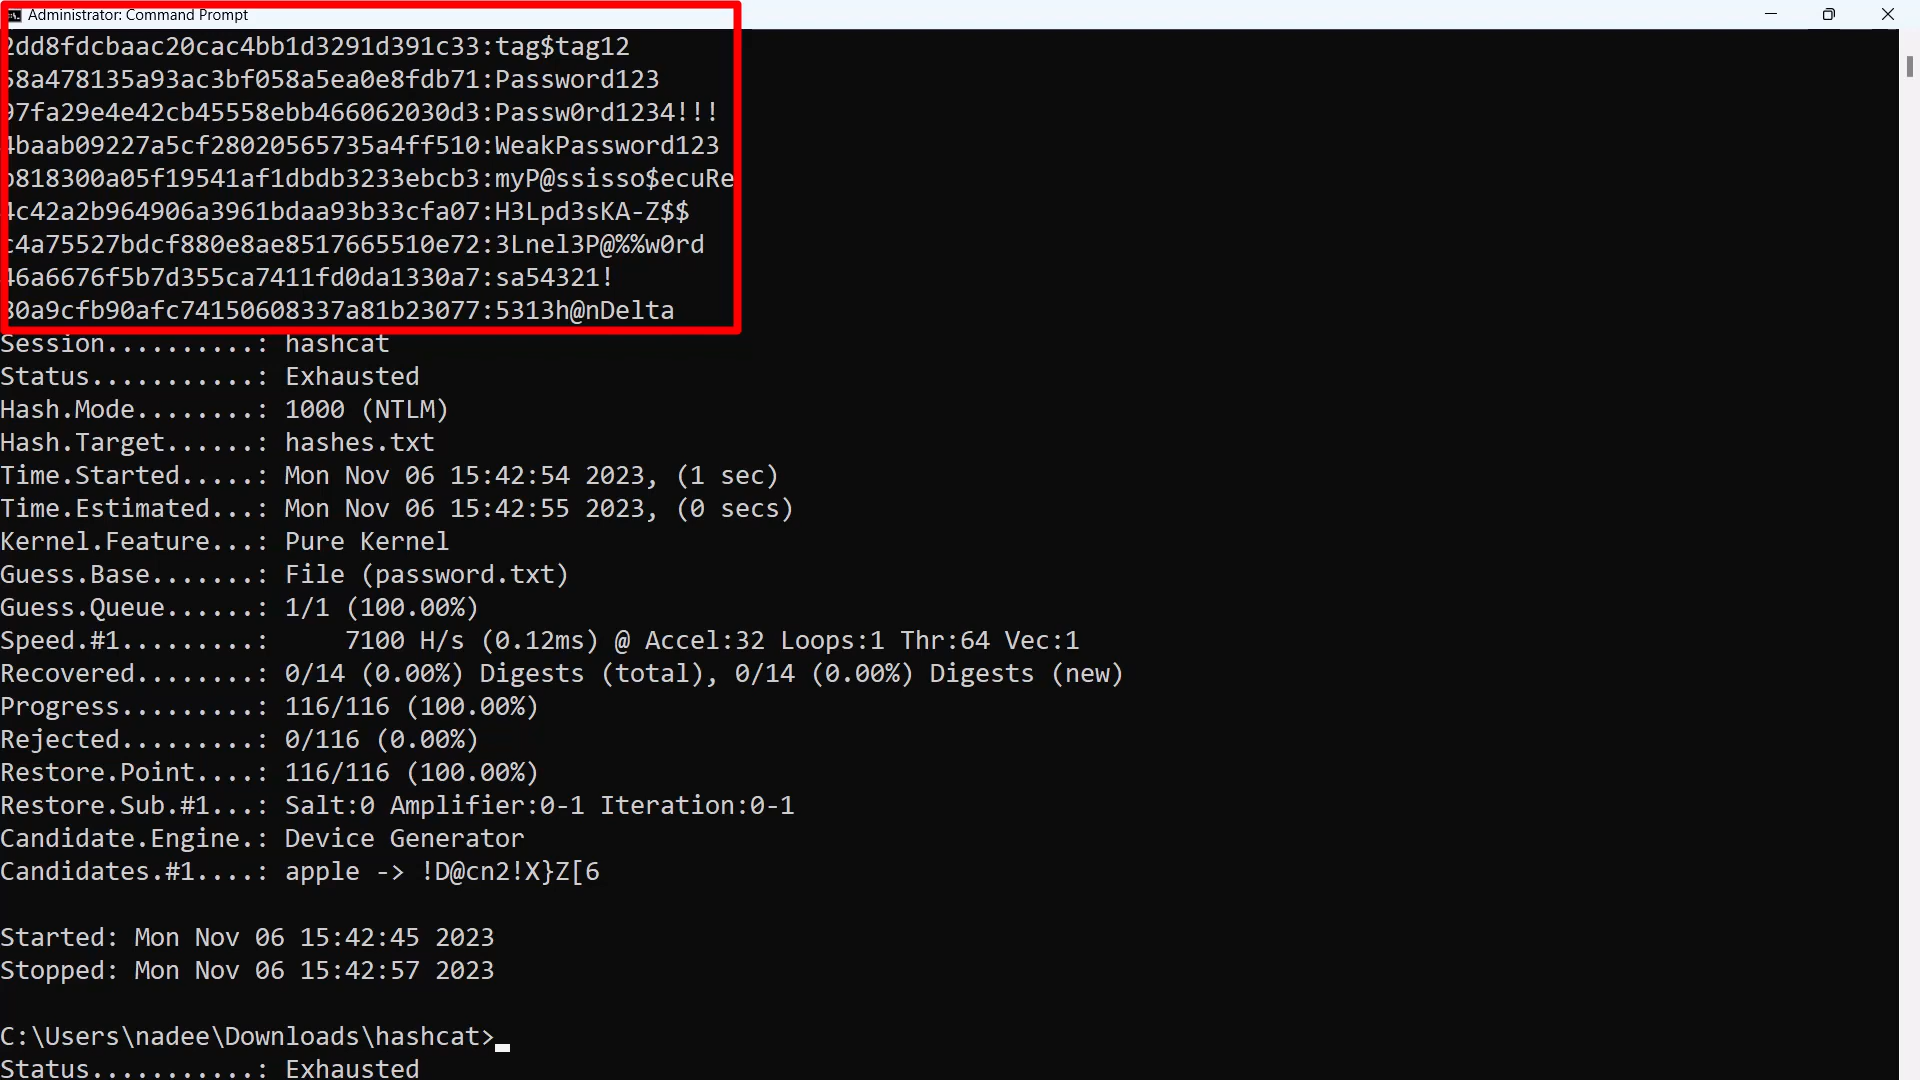 Administrator: Command Prompt
2dd8fdcbaac20cac4bb1d3291d391c33:tag$tag12
58a478135a93ac3bf058a5ea0e8fdb71:Password123
97fa29e4e42cb45558ebb466062030d3:Passw0rd1234!!!
4baab09227a5cf28020565735a4ff510:WeakPassword123
b818300a05f19541af1dbdb3233ebcb3:myP@ssisso$ecuRe
4c42a2b964906a3961bdaa93b33cfa07:H3Lpd3sKA-Z$$
c4a75527bdcf880e8ae8517665510e72:3Lnel3P@%%w0rd
46a6676f5b7d355ca7411fd0da1330a7:sa54321!
80a9cfb90afc74150608337a81b23077:5313h@nDelta
Session..........: hashcat
Status...........: Exhausted
Hash.Mode........: 1000 (NTLM)
Hash.Target......: hashes.txt
Time.Started.....: Mon Nov 06 15:42:54 2023, (1 sec)
Time.Estimated...: Mon Nov 06 15:42:55 2023, (0 secs)
Kernel.Feature...: Pure Kernel
Guess.Base.......: File (password.txt)
Guess.Queue......: 1/1 (100.00%)
Speed.#1.........:     7100 H/s (0.12ms) @ Accel:32 Loops:1 Thr:64 Vec:1
Recovered........: 0/14 (0.00%) Digests (total), 0/14 (0.00%) Digests (new)
Progress.........: 116/116 (100.00%)
Rejected.........: 0/116 (0.00%)
Restore.Point....: 116/116 (100.00%)
Restore.Sub.#1...: Salt:0 Amplifier:0-1 Iteration:0-1
Candidate.Engine.: Device Generator
Candidates.#1....: apple -> !D@cn2!X}Z[6
Started: Mon Nov 06 15:42:45 2023
Stopped: Mon Nov 06 15:42:57 2023
C:\Users\nadee\Downloads\hashcat>
Status...........: Exhausted